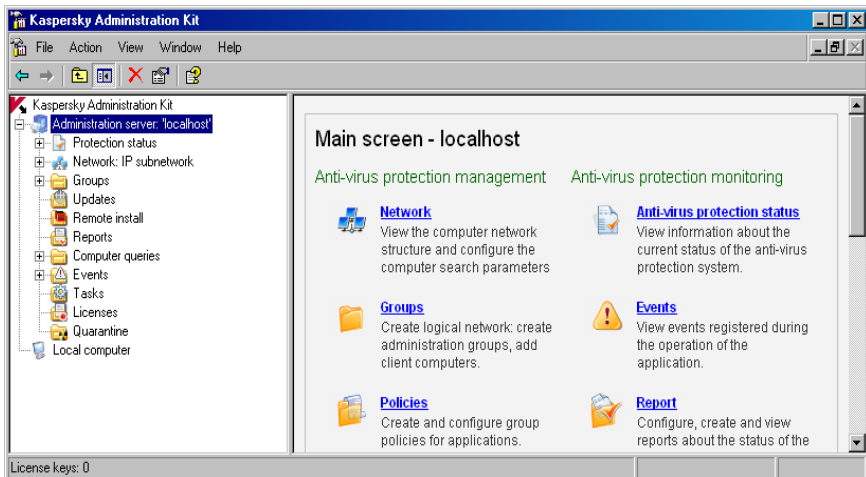 Kaspersky Administration Kit
File Action View Window Help
Kaspersky Administration Kit
Administration server: 'localhost'
Protection status
Network: IP subnetwork
Groups
Updates
Remote install
Reports
Computer queries
Events
Tasks
Licenses
Quarantine
Local computer
Main screen - localhost
Anti-virus protection management
Network
View the computer network
structure and configure the
computer search parameters
Groups
Create logical network: create
administration groups, add
client computers.
Policies
Create and configure group
policies for applications.
Anti-virus protection monitoring
Anti-virus protection status
View information about the
current status of the anti-virus
protection system.
Events
View events registered during
the operation of the
application.
Report
Configure, create and view
reports about the status of the
License keys: 0